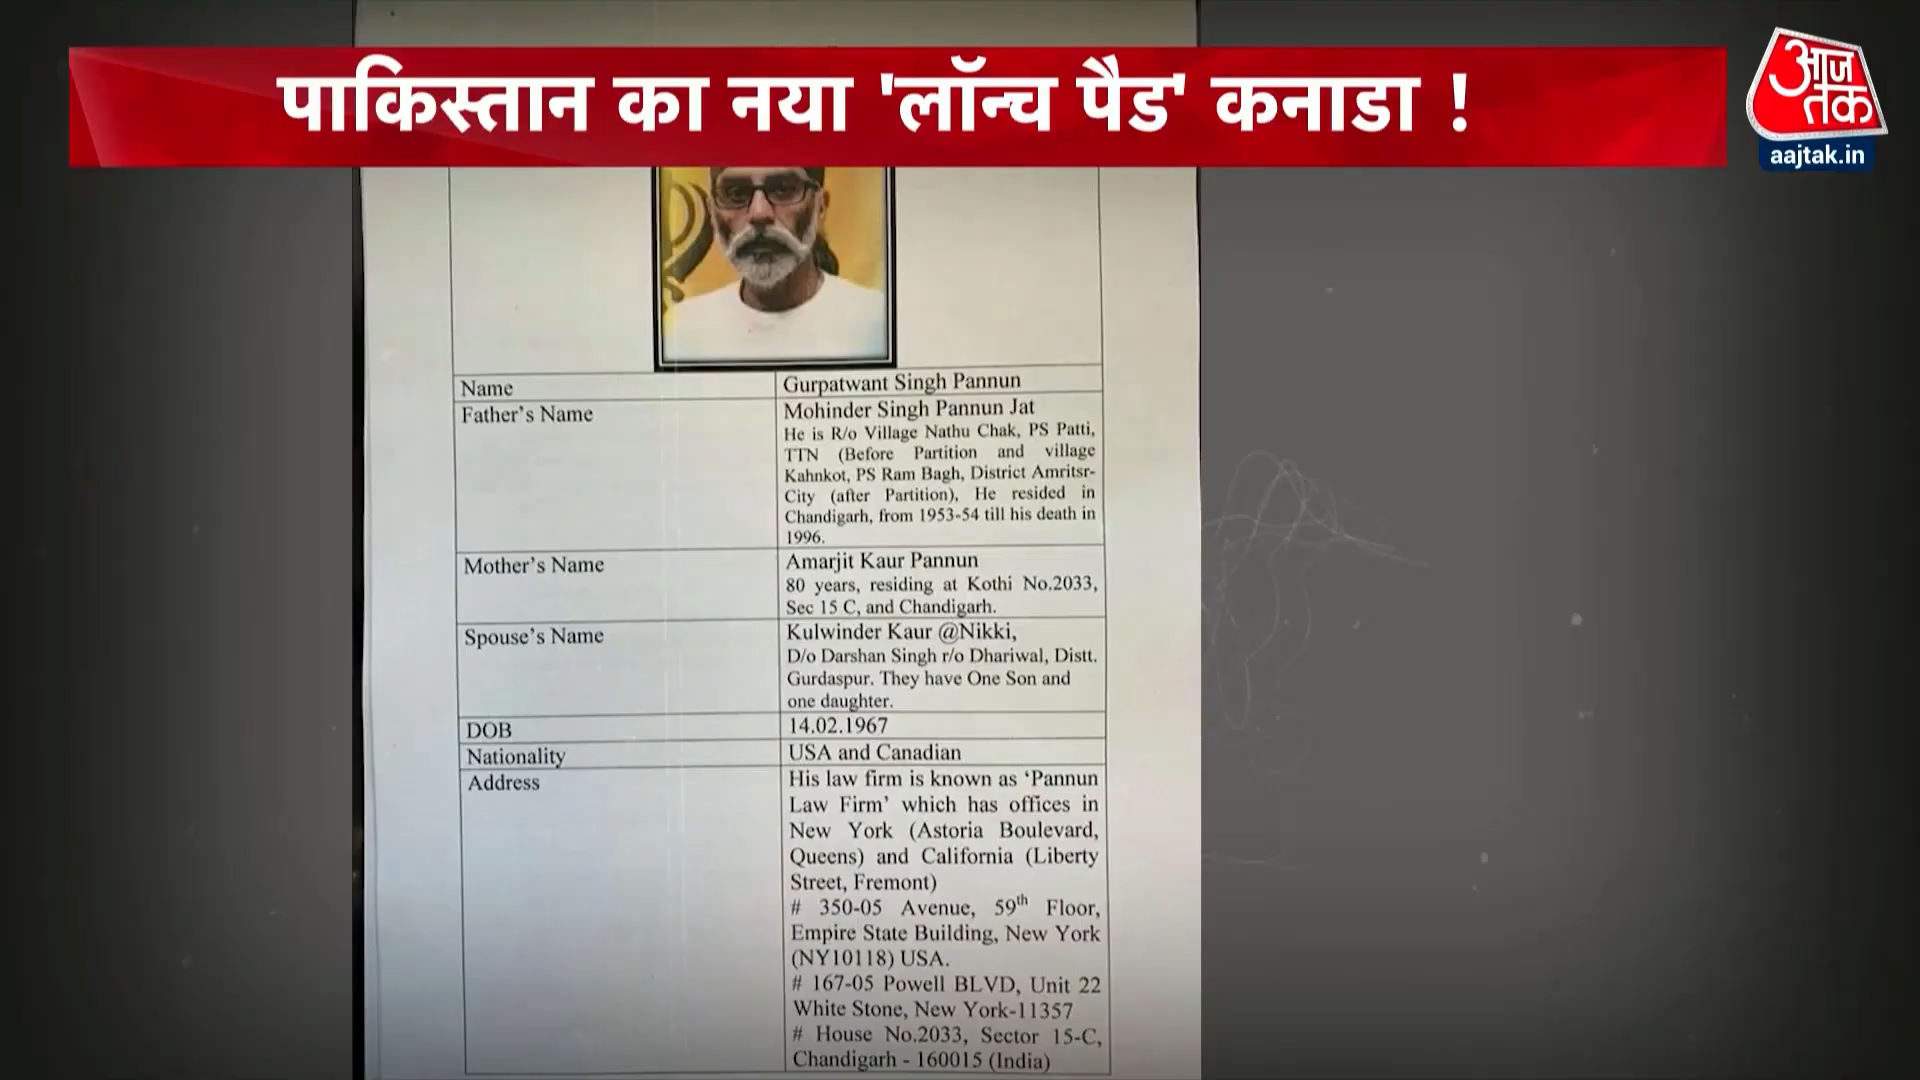 पाकिस्तान का नया 'लॉन्च पैड' कनाडा !
आज
तक
aajtak.in
Name
Gurpatwant Singh Pannun
Father's Name
Mohinder Singh Pannun Jat
He is R/o Village Nathu Chak, PS Patti,
TTN (Before Partition and village
Kahnkot, PS Ram Bagh, District Amritsr-
City (after Partition), He resided in
Chandigarh, from 1953-54 till his death in
1996.
Mother's Name
Amarjit Kaur Pannun
80 years, residing at Kothi No.2033,
Sec 15 C, and Chandigarh.
Spouse's Name
Kulwinder Kaur @Nikki,
D/o Darshan Singh r/o Dhariwal, Distt.
Gurdaspur. They have One Son and
one daughter.
DOB
14.02.1967
Nationality
USA and Canadian
Address
His law firm is known as ‘Pannun
Law Firm’ which has offices in
New York (Astoria Boulevard,
Queens) and California (Liberty
Street, Fremont)
# 350-05 Avenue, 59th Floor,
Empire State Building, New York
(NY10118) USA.
# 167-05 Powell BLVD, Unit 22
White Stone, New York-11357
# House No.2033, Sector 15-C,
Chandigarh - 160015 (India)